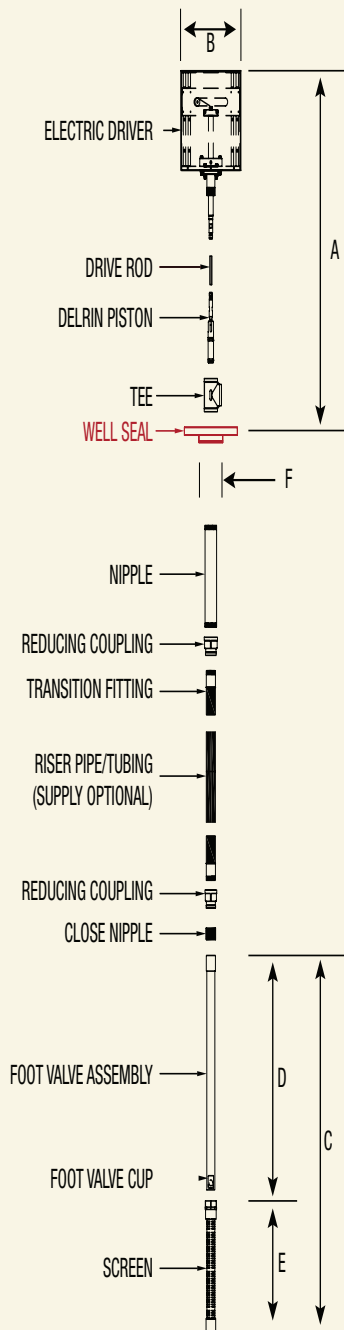 B
ELECTRIC DRIVER
A
DRIVE ROD
DELRIN PISTON
TEE
WELL SEAL
F
NIPPLE
REDUCING COUPLING
TRANSITION FITTING
RISER PIPE/TUBING
(SUPPLY OPTIONAL)
REDUCING COUPLING
CLOSE NIPPLE
FOOT VALVE ASSEMBLY
D
C
FOOT VALVE CUP
E
SCREEN